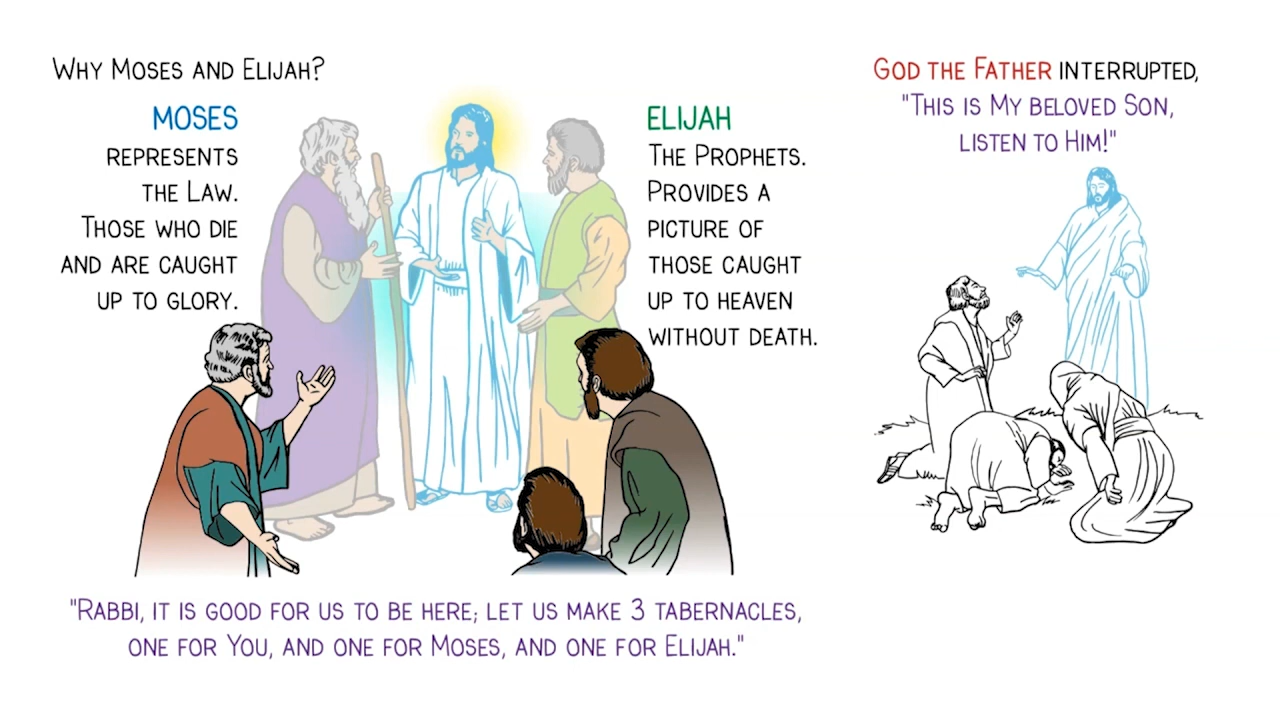 WHY MOSES AND ELIJAH?
MOSES
REPRESENTS
THE LAW.
THOSE WHO DIE
AND ARE CAUGHT
UP TO GLORY.
ELIJAH
THE PROPHETS.
PROVIDES A
PICTURE OF
THOSE CAUGHT
UP TO HEAVEN
WITHOUT DEATH.
"RABBI, IT IS GOOD FOR US TO BE HERE; LET US MAKE 3 TABERNACLES,
ONE FOR YOU, AND ONE FOR MOSES, AND ONE FOR ELIJAH."
GOD THE FATHER INTERRUPTED,
"THIS IS MY BELOVED SON,
LISTEN TO HIM!"